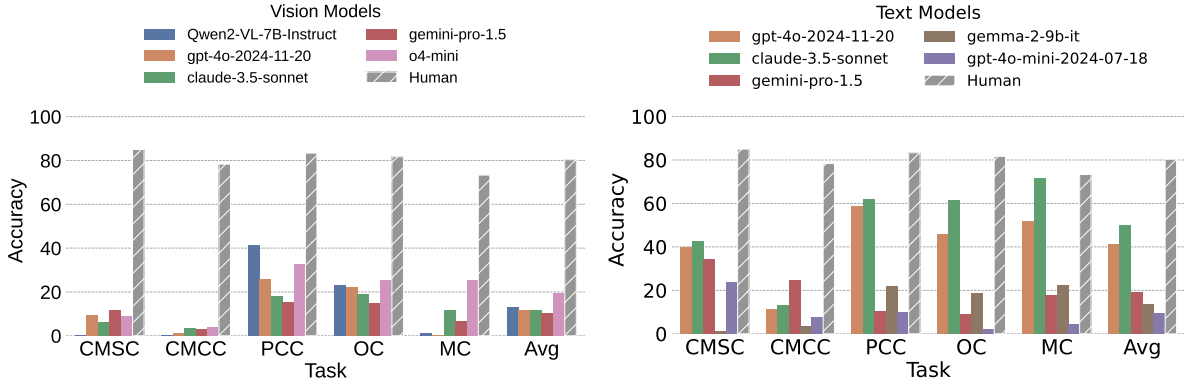 Vision Models
Qwen2-VL-7B-Instruct
gpt-4o-2024-11-20
claude-3.5-sonnet
gemini-pro-1.5
o4-mini
Human
100
80
60
40
20
0
Accuracy
CMSC CMCC PCC OC MC Avg
Task
Text Models
gpt-4o-2024-11-20
claude-3.5-sonnet
gemini-pro-1.5
gemma-2-9b-it
gpt-4o-mini-2024-07-18
Human
100
80
60
40
20
0
Accuracy
CMSC CMCC PCC OC MC Avg
Task